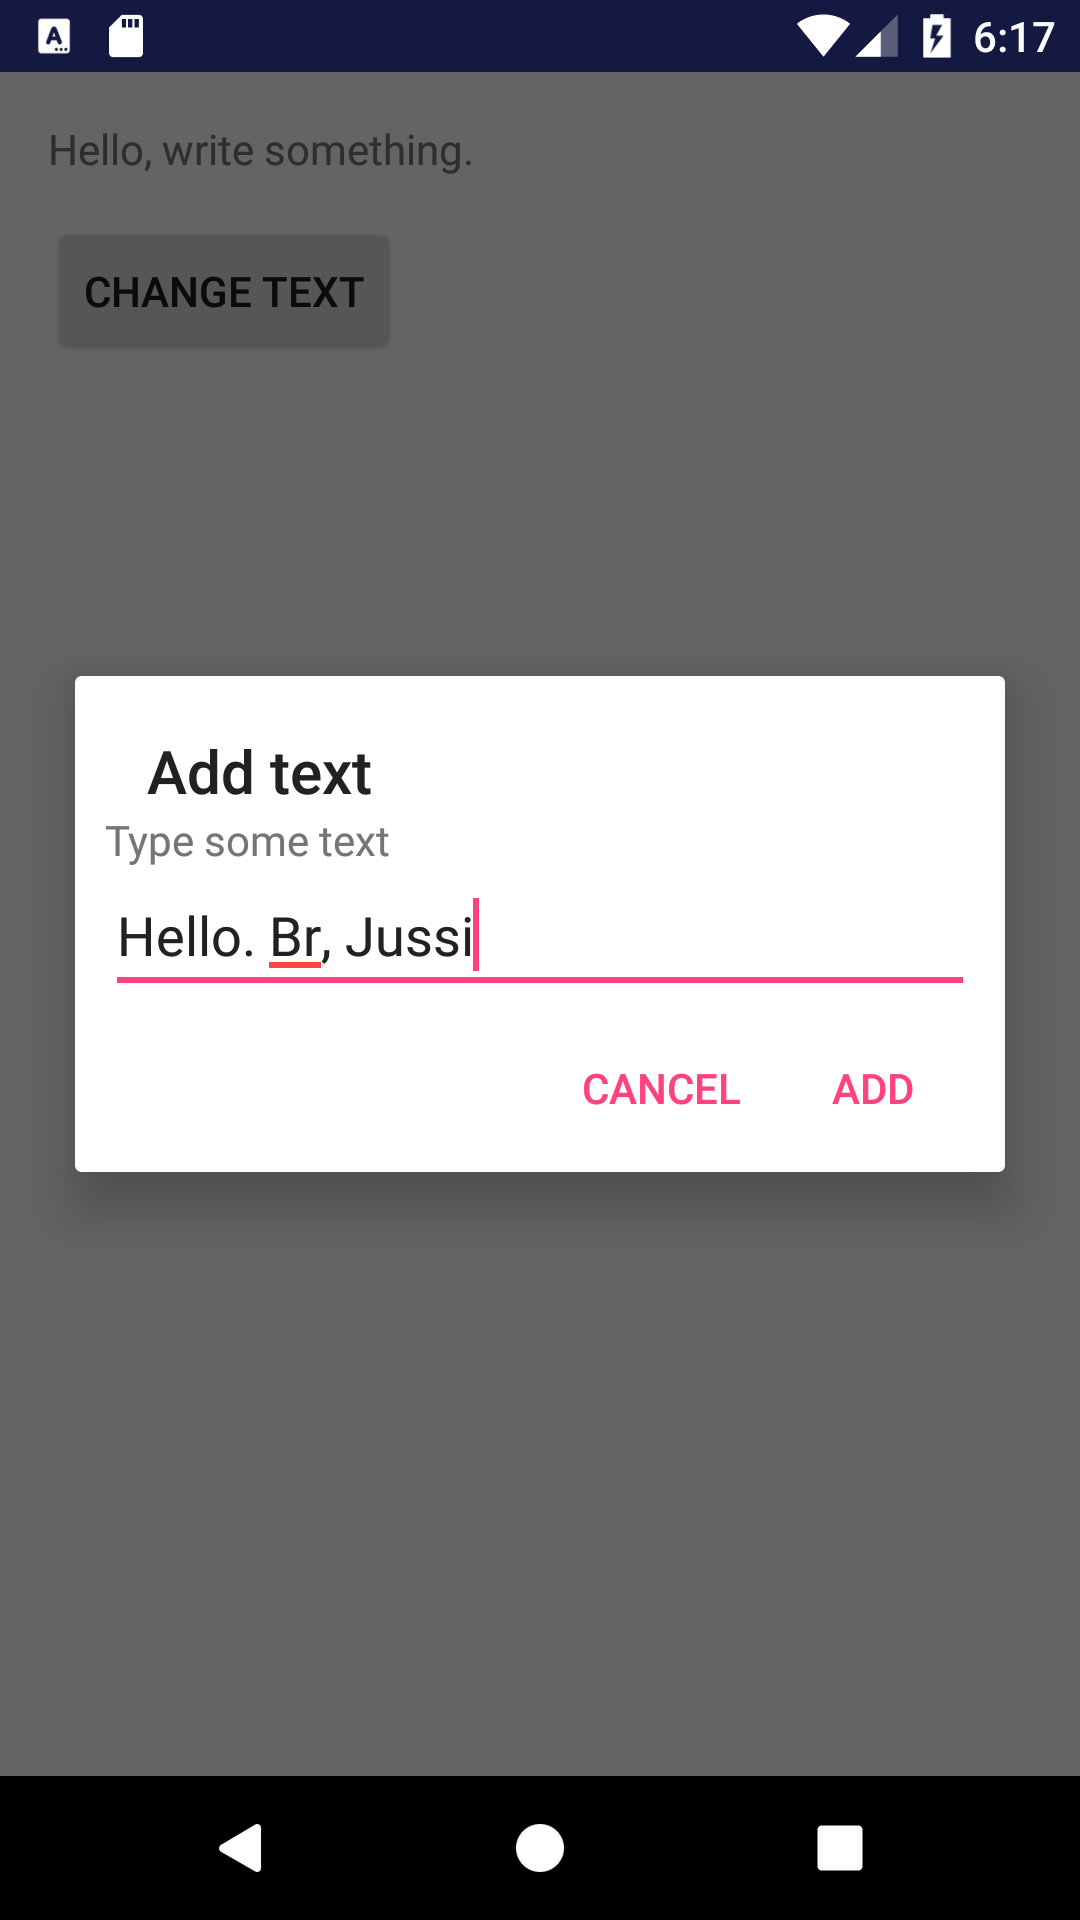 6:17
Hello, write something.
CHANGE TEXT
Add text
Type some text
Hello. Br, Jussi
CANCEL ADD